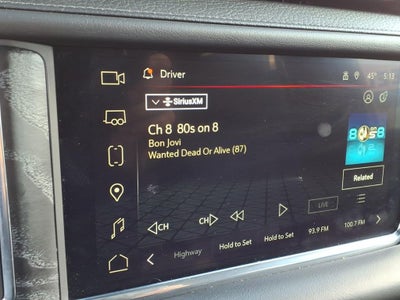 Driver
45°
5:13
SiriusXM
Ch 8 80s on 8
Bon Jovi
Wanted Dead Or Alive (87)
80s8
Related
CH
CH
LIVE
Highway
Hold to Set
Hold to Set
93.9 FM
100.7 FM